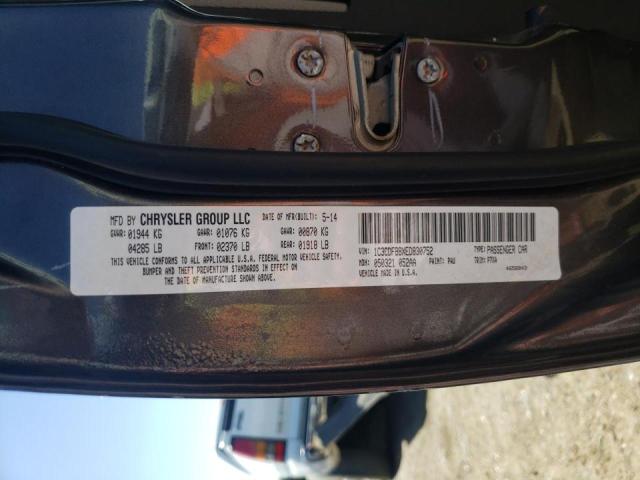 MFD BY CHRYSLER GROUP LLC DATE OF MFR(BUILT): 5-14
GVWR: 01944 KG GAWR: 01076 KG GAWR: 00870 KG
04285 LB FRONT: 02370 LB REAR: 01918 LB
THIS VEHICLE CONFORMS TO ALL APPLICABLE U.S.A. FEDERAL MOTOR VEHICLE SAFETY,
BUMPER AND THEFT PREVENTION STANDARDS IN EFFECT ON
THE DATE OF MANUFACTURE SHOWN ABOVE.
VIN: 1C3CDFBBXED830752 TYPE: PASSENGER CAR
MDH: 050321 052AA PAINT: PAU TRIM: P7X9
VEHICLE MADE IN U.S.A.